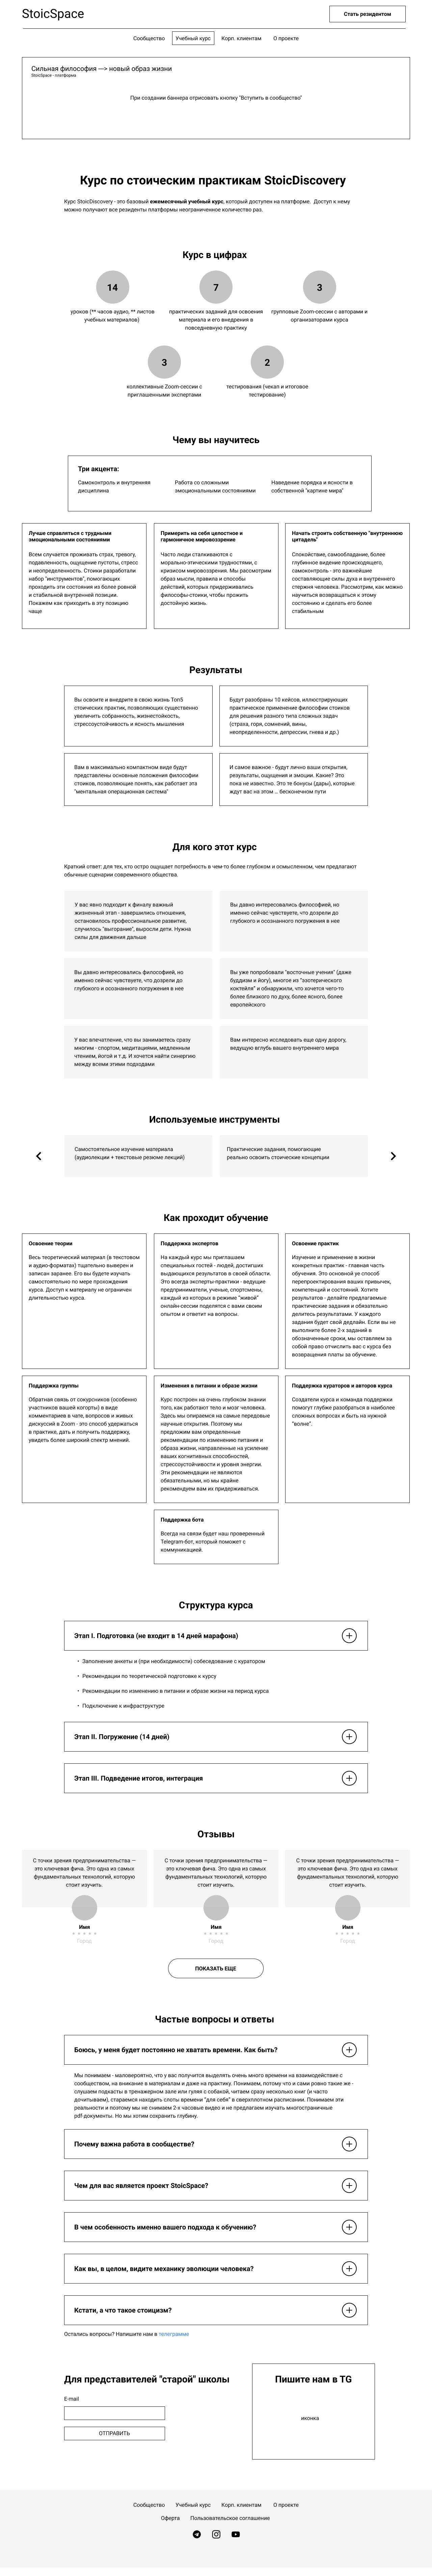 StoicSpace
Стать резидентом
Сообщество
Учебный курс
Корп. клиентам
О проекте
Сильная философия ---> новый образ жизни
StoicSpace - платформа
При создании баннера отрисовать кнопку "Вступить в сообщество"
Курс по стоическим практикам StoicDiscovery
Курс StoicDiscovery - это базовый ежемесячный учебный курс, который доступен на платформе. Доступ к нему
можно получают все резиденты платформы неограниченное количество раз.
Курс в цифрах
14
уроков (** часов аудио, ** листов
учебных материалов)
7
практических заданий для освоения
материала и его внедрения в
повседневную практику
3
групповые Zoom-сессии с авторами и
организаторами курса
3
коллективные Zoom-сессии с
приглашенными экспертами
2
тестирования (чекап и итоговое
тестирование)
Чему вы научитесь
Три акцента:
Самоконтроль и внутренняя
дисциплина
Работа со сложными
эмоциональными состояниями
Наведение порядка и ясности в
собственной "картине мира"
Лучше справляться с трудными
эмоциональными состояниями
Всем случается проживать страх, тревогу,
подавленность, ощущение пустоты, стресс
и неопределенность. Стоики разработали
набор "инструментов", помогающих
проходить эти состояния из более ровной
и стабильной внутренней позиции.
Покажем как приходить в эту позицию
чаще
Примерить на себя целостное и
гармоничное мировоззрение
Часто люди сталкиваются с
морально-этическими трудностями, с
кризисом мировоззрения. Мы рассмотрим
образ мысли, правила и способы
действий, которых придерживались
философы-стоики, чтобы прожить
достойную жизнь.
Начать строить собственную "внутреннюю
цитадель"
Спокойствие, самообладание, более
глубинное видение происходящего,
самоконтроль - это важнейшие
составляющие силы духа и внутреннего
стержня человека. Рассмотрим, как можно
научиться возвращаться к этому
состоянию и сделать его более
стабильным
Результаты
Вы освоите и внедрите в свою жизнь Топ5
стоических практик, позволяющих существенно
увеличить собранность, жизнестойкость,
стрессоустойчивость и ясность мышления
Будут разобраны 10 кейсов, иллюстрирующих
практическое применение философии стоиков
для решения разного типа сложных задач
(страха, горя, сомнений, вины,
неопределенности, депрессии, гнева и др.)
Вам в максимально компактном виде будут
представлены основные положения философии
стоиков, позволяющие понять, как работает эта
"ментальная операционная система"
И самое важное - будут лично ваши открытия,
результаты, ощущения и эмоции. Какие? Это
пока не известно. Это те бонусы (дары), которые
ждут вас на этом … бесконечном пути
Для кого этот курс
Краткий ответ: для тех, кто остро ощущает потребность в чем-то более глубоком и осмысленном, чем предлагают
обычные сценарии современного общества.
У вас явно подходит к финалу важный
жизненный этап - завершились отношения,
остановилось профессиональное развитие,
случилось "выгорание", выросли дети. Нужна
силы для движения дальше
Вы давно интересовались философией, но
именно сейчас чувствуете, что дозрели до
глубокого и осознанного погружения в нее
Вы давно интересовались философией, но
именно сейчас чувствуете, что дозрели до
глубокого и осознанного погружения в нее
Вы уже попробовали "восточные учения" (даже
буддизм и йогу), многое из "эзотерического
коктейля" и обнаружили, что хочется чего-то
более близкого по духу, более ясного, более
европейского
У вас впечатление, что вы занимаетесь сразу
многим - спортом, медитациями, медленным
чтением, йогой и т.д. И хочется найти синергию
между всеми этими подходами
Вам интересно исследовать еще одну дорогу,
ведущую вглубь вашего внутреннего мира
Используемые инструменты
Самостоятельное изучение материала
(аудиолекции + текстовые резюме лекций)
Практические задания, помогающие
реально освоить стоические концепции
Как проходит обучение
Освоение теории
Весь теоретический материал (в текстовом
и аудио-форматах) тщательно выверен и
записан заранее. Его вы будете изучать
самостоятельно по мере прохождения
курса. Доступ к материалу не ограничен
длительностью курса.
Поддержка экспертов
На каждый курс мы приглашаем
специальных гостей - людей, достигших
выдающихся результатов в своей области.
Это всегда эксперты-практики - ведущие
предприниматели, ученые, спортсмены,
каждый из которых в режиме "живой"
онлайн-сессии поделятся с вами своим
опытом и ответит на вопросы.
Освоение практик
Изучение и применение в жизни
конкретных практик - главная часть
обучения. Это основной ую способ
перепроектирования ваших привычек,
компетенций и состояний. Хотите
результатов - делайте предлагаемые
практические задания и обязательно
делитесь результатами. У каждого
задания будет свой дедлайн. Если вы не
выполните более 2-х заданий в
обозначенные сроки, мы оставляем за
собой право отчислить вас с курса без
возвращения платы за обучение.
Поддержка группы
Обратная связь от сокурсников (особенно
участников вашей когорты) в виде
комментариев в чате, вопросов и живых
дискуссий в Zoom - это способ удержаться
в практике, дать и получить поддержку,
увидеть более широкий спектр мнений.
Изменения в питании и образе жизни
Курс построен на очень глубоком знании
того, как работают тело и мозг человека.
Здесь мы опираемся на самые передовые
научные открытия. Поэтому мы
предложим вам определенные
рекомендации по изменению питания и
образа жизни, направленные на усиление
ваших когнитивных способностей,
стрессоустойчивости и уровня энергии.
Эти рекомендации не являются
обязательными, но мы крайне
рекомендуем вам их придерживаться.
Поддержка кураторов и авторов курса
Создатели курса и команда поддержки
помогут глубже разобраться в наиболее
сложных вопросах и быть на нужной
"волне".
Поддержка бота
Всегда на связи будет наш проверенный
Telegram-бот, который поможет с
коммуникацией.
Структура курса
Этап I. Подготовка (не входит в 14 дней марафона)
• Заполнение анкеты и (при необходимости) собеседование с куратором
• Рекомендации по теоретической подготовке к курсу
• Рекомендации по изменению в питании и образе жизни на период курса
• Подключение к инфраструктуре
Этап II. Погружение (14 дней)
Этап III. Подведение итогов, интеграция
Отзывы
С точки зрения предпринимательства —
это ключевая фича. Это одна из самых
фундаментальных технологий, которую
стоит изучить.
Имя
Город
С точки зрения предпринимательства —
это ключевая фича. Это одна из самых
фундаментальных технологий, которую
стоит изучить.
Имя
Город
С точки зрения предпринимательства —
это ключевая фича. Это одна из самых
фундаментальных технологий, которую
стоит изучить.
Имя
Город
ПОКАЗАТЬ ЕЩЕ
Частые вопросы и ответы
Боюсь, у меня будет постоянно не хватать времени. Как быть?
Мы понимаем - маловероятно, что у вас получится выделять очень много времени на взаимодействие с
сообществом, на вникание в материалам и даже на практику. Понимаем, потому что и сами ровно такие же -
слушаем подкасты в тренажерном зале или гуляя с собакой, читаем сразу несколько книг (и часто
дочитываем), стараемся находить слоты времени "для себя" в сверхплотном расписании. Понимаем эти
реальности и поэтому мы не снимаем 2-х часовые видео и не предлагаем изучать многостраничные
pdf-документы. Но мы хотим сохранить глубину.
Почему важна работа в сообществе?
Чем для вас является проект StoicSpace?
В чем особенность именно вашего подхода к обучению?
Как вы, в целом, видите механику эволюции человека?
Кстати, а что такое стоицизм?
Остались вопросы? Напишите нам в телеграмме
Для представителей "старой" школы
E-mail
ОТПРАВИТЬ
Пишите нам в TG
иконка
Сообщество
Учебный курс
Корп. клиентам
О проекте
Оферта
Пользовательское соглашение